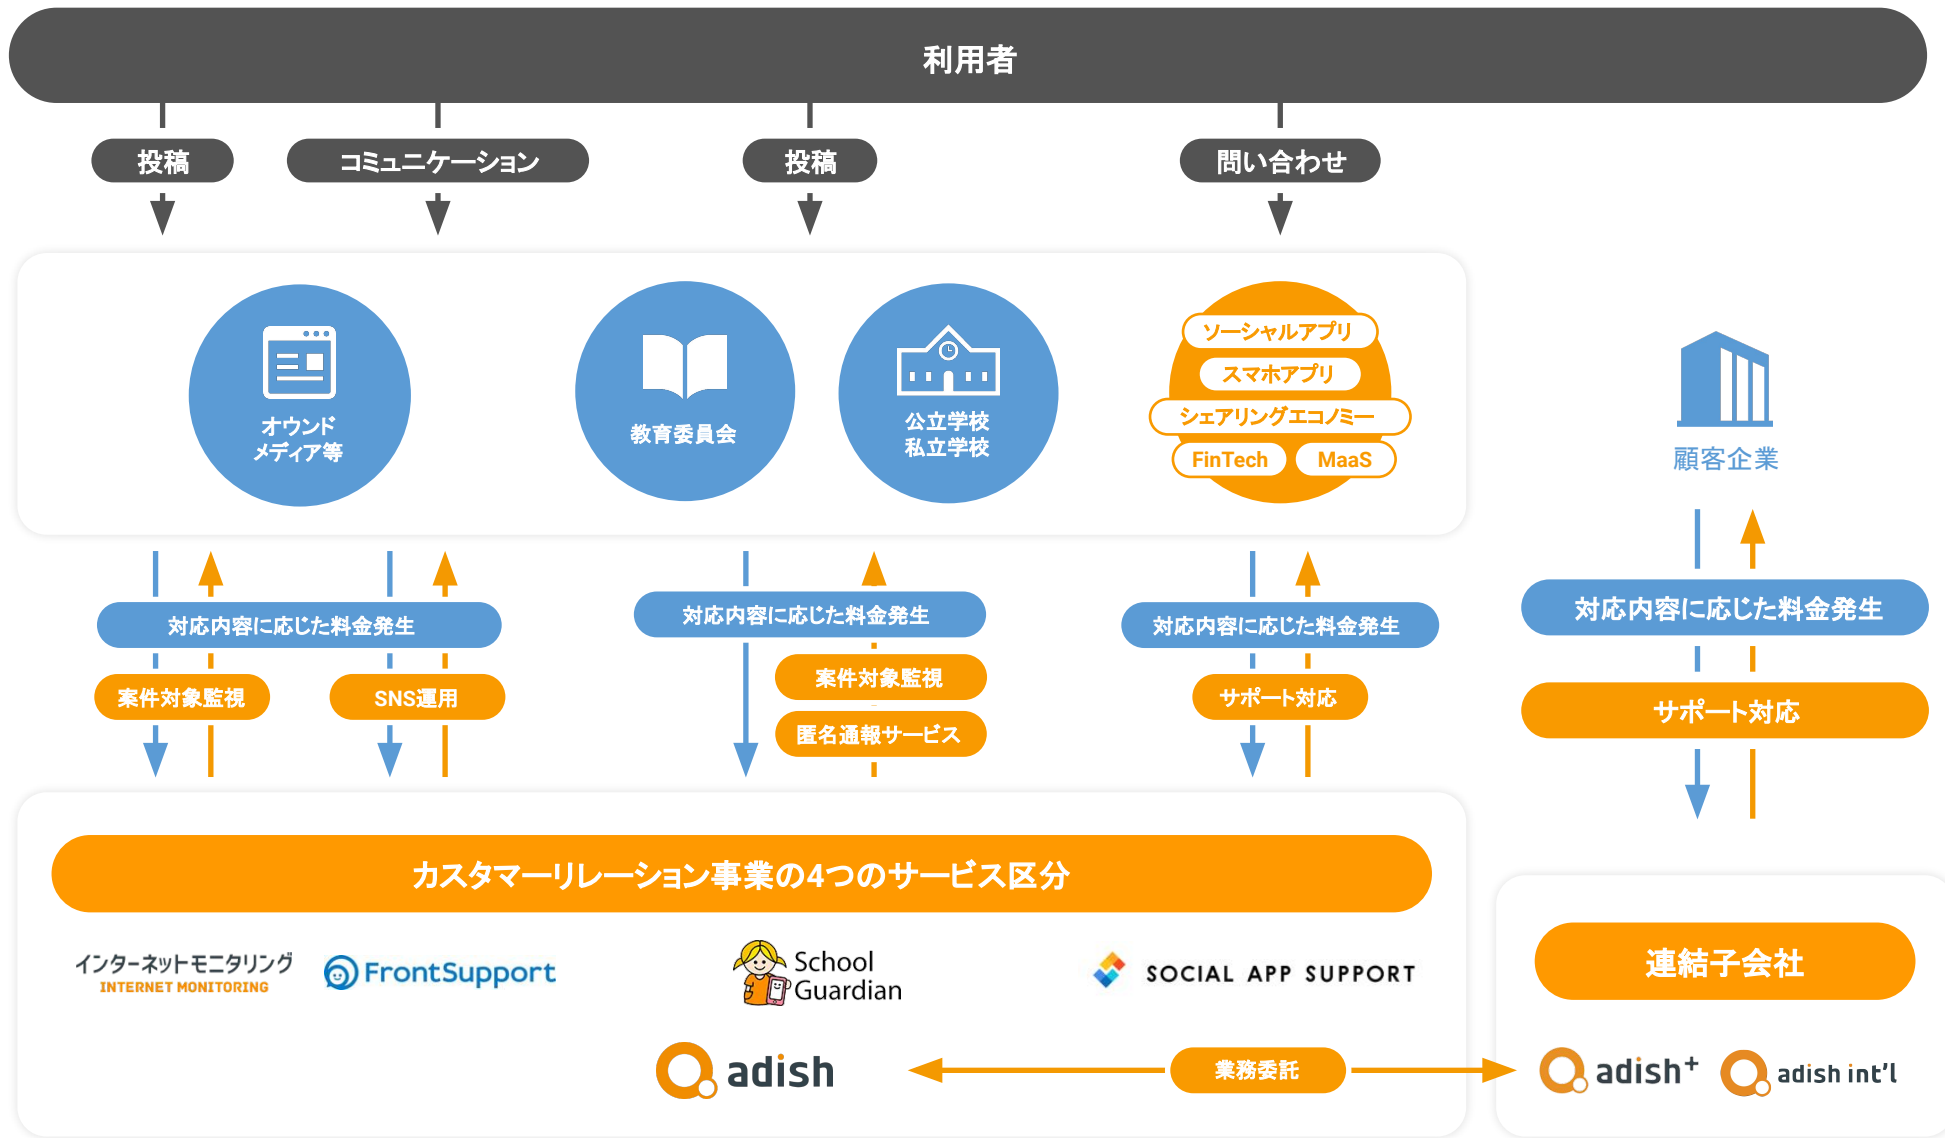 利用者
投稿
コミュニケーション
投稿
問い合わせ
オウンド
メディア等
教育委員会
公立学校
私立学校
ソーシャルアプリ
スマホアプリ
シェアリングエコノミー
FinTech
MaaS
顧客企業
対応内容に応じた料金発生
案件対象監視
SNS運用
対応内容に応じた料金発生
案件対象監視
匿名通報サービス
対応内容に応じた料金発生
サポート対応
対応内容に応じた料金発生
サポート対応
カスタマーリレーション事業の4つのサービス区分
インターネットモニタリング
INTERNET MONITORING
FrontSupport
School
Guardian
SOCIAL APP SUPPORT
adish
業務委託
連結子会社
adish+
adish int'l